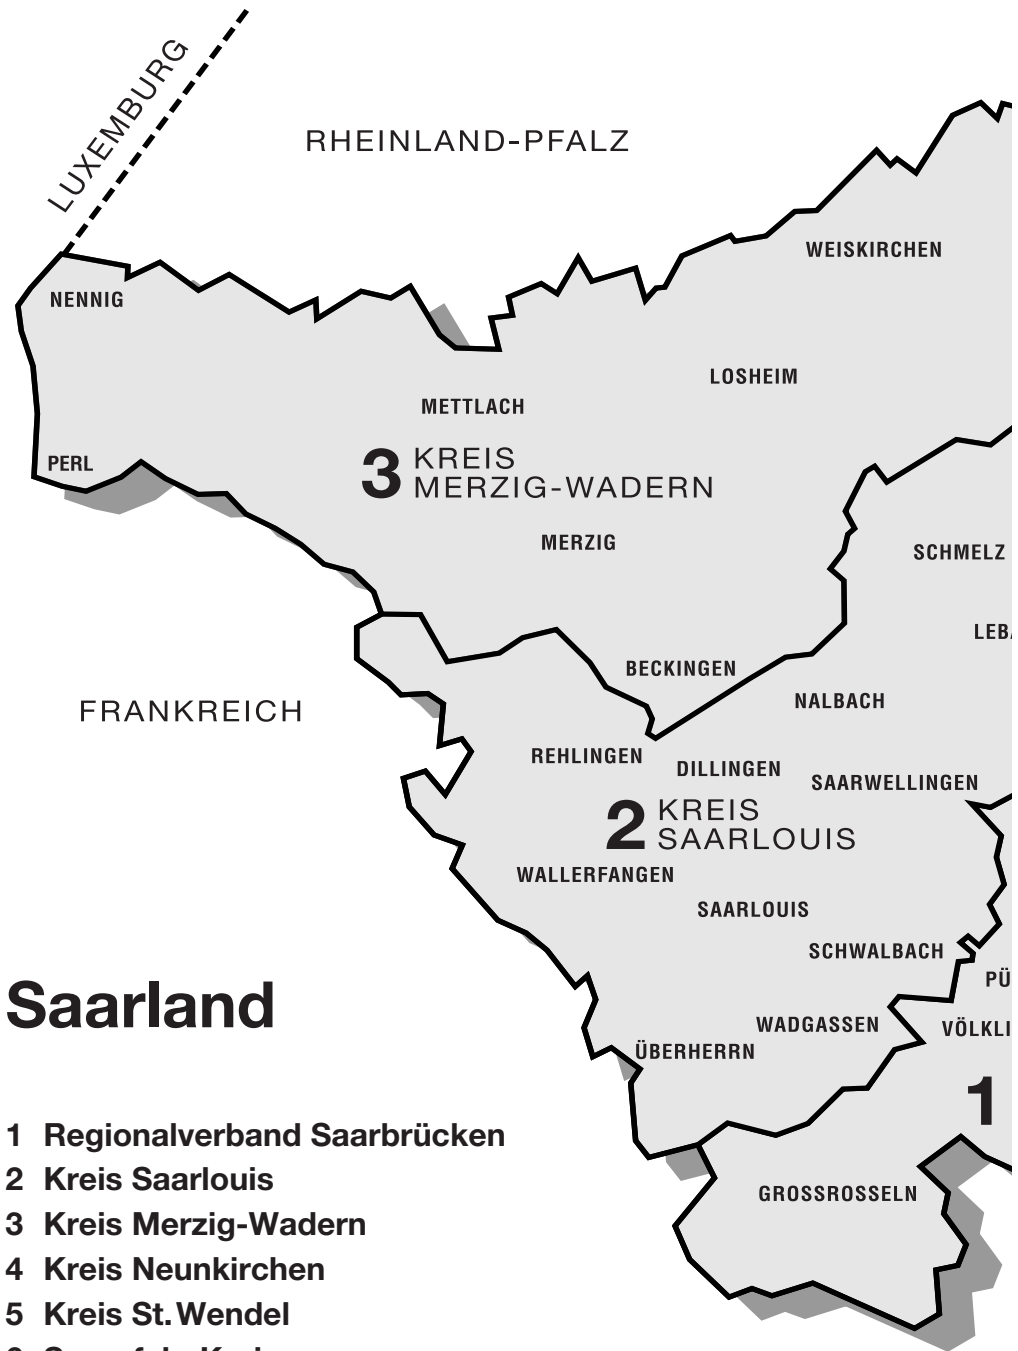 LUXEMBURG
RHEINLAND-PFALZ
WEISKIRCHEN
NENNIG
LOSHEIM
METTLACH
PERL
3 KREIS
MERZIG-WADERN
MERZIG
SCHMELZ
BECKINGEN
NALBACH
FRANKREICH
REHLINGEN
DILLINGEN
SAARWELLINGEN
2 KREIS
SAARLOUIS
WALLERFANGEN
SAARLOUIS
SCHWALBACH
Saarland
WADGASSEN
ÜBERHERRN
1
1 Regionalverband Saarbrücken
2 Kreis Saarlouis
GROSSROSSELN
3 Kreis Merzig-Wadern
4 Kreis Neunkirchen
5 Kreis St. Wendel